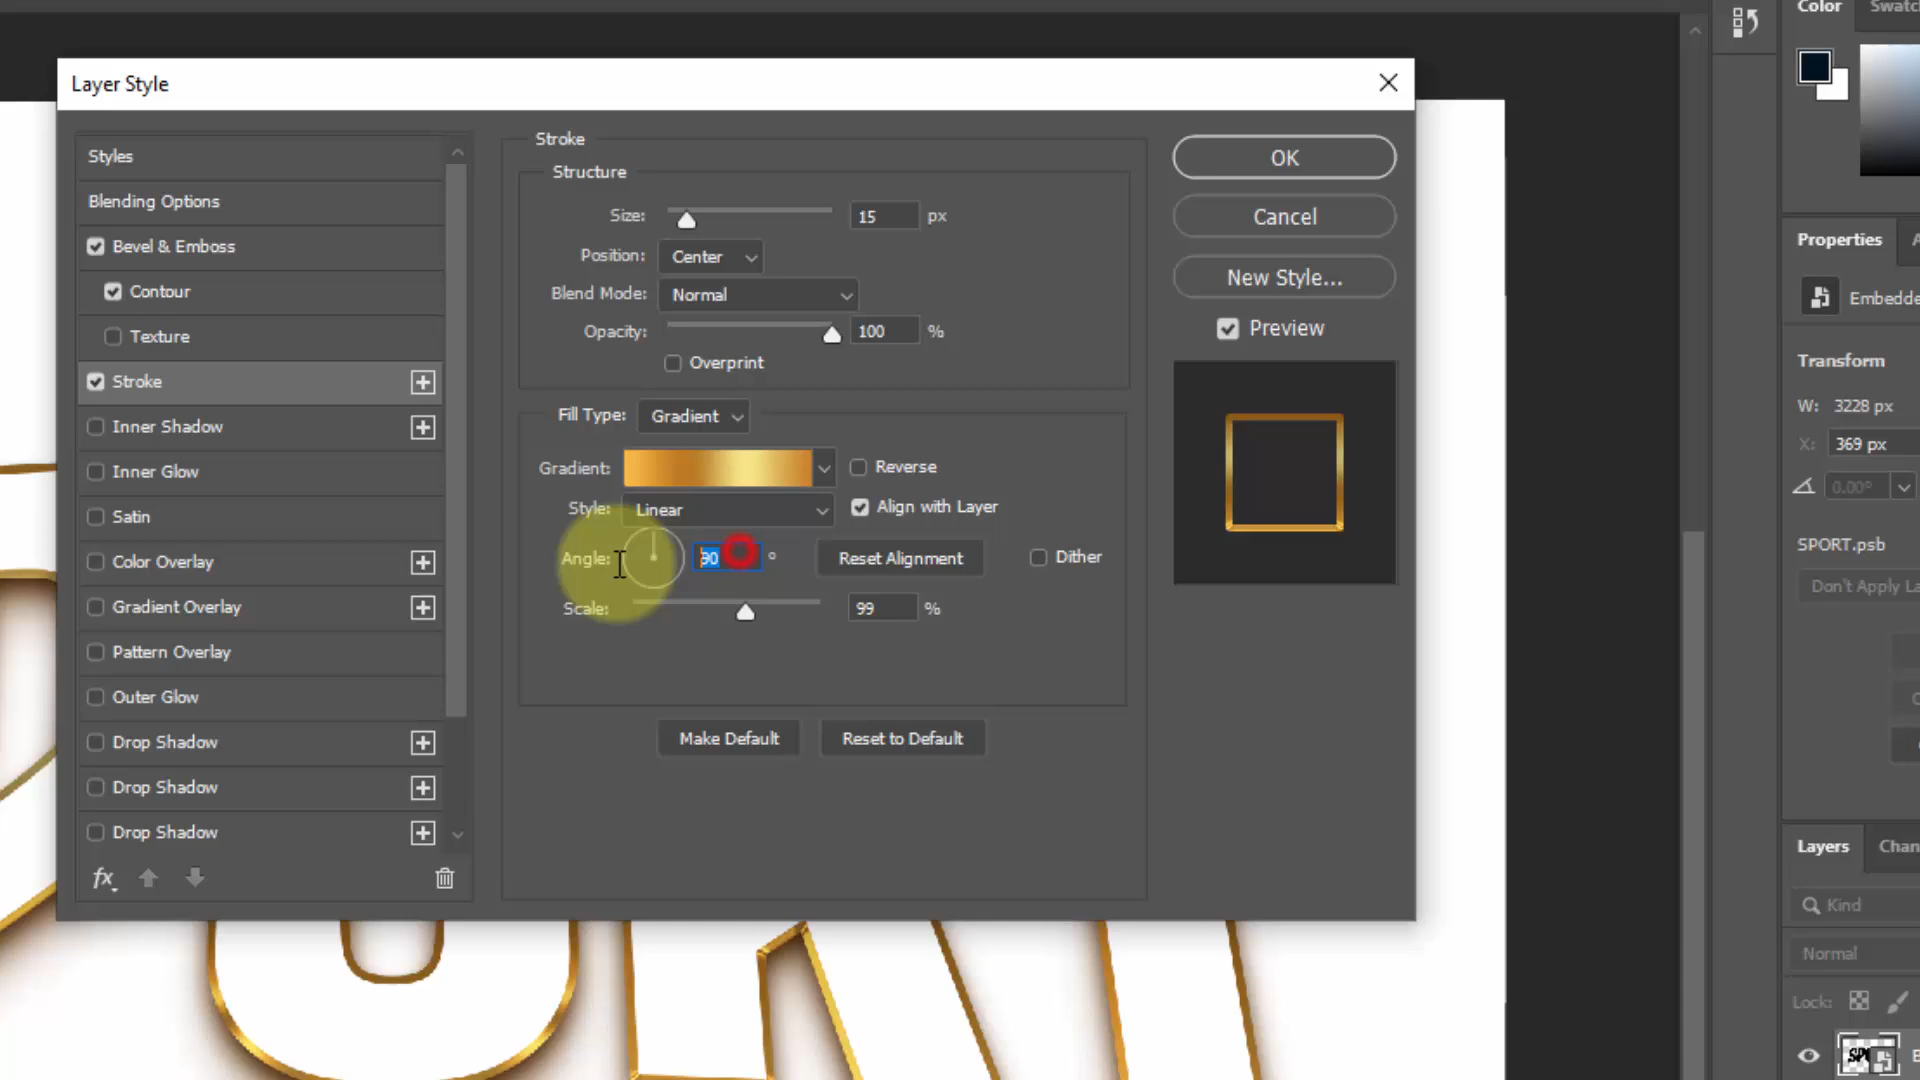 Color Swatc
Layer Style
Styles
Blending Options
Bevel & Emboss
Contour
Texture
Stroke
Inner Shadow
Inner Glow
Satin
Color Overlay
Gradient Overlay
Pattern Overlay
Outer Glow
Drop Shadow
Drop Shadow
Drop Shadow
fx
Stroke
Structure
Size: 15 px
Position: Center
Blend Mode: Normal
Opacity: 100 %
Overprint
Fill Type: Gradient
Gradient: Reverse
Style: Linear Align with Layer
Angle: 90 ° Reset Alignment Dither
Scale: 99 %
Make Default Reset to Default
OK
Cancel
New Style...
Preview
Properties A
Embedde
Transform
W: 3228 px
X: 369 px
0.00°
SPORT.psb
Don't Apply La
Layers Chan
Kind
Normal
Lock: